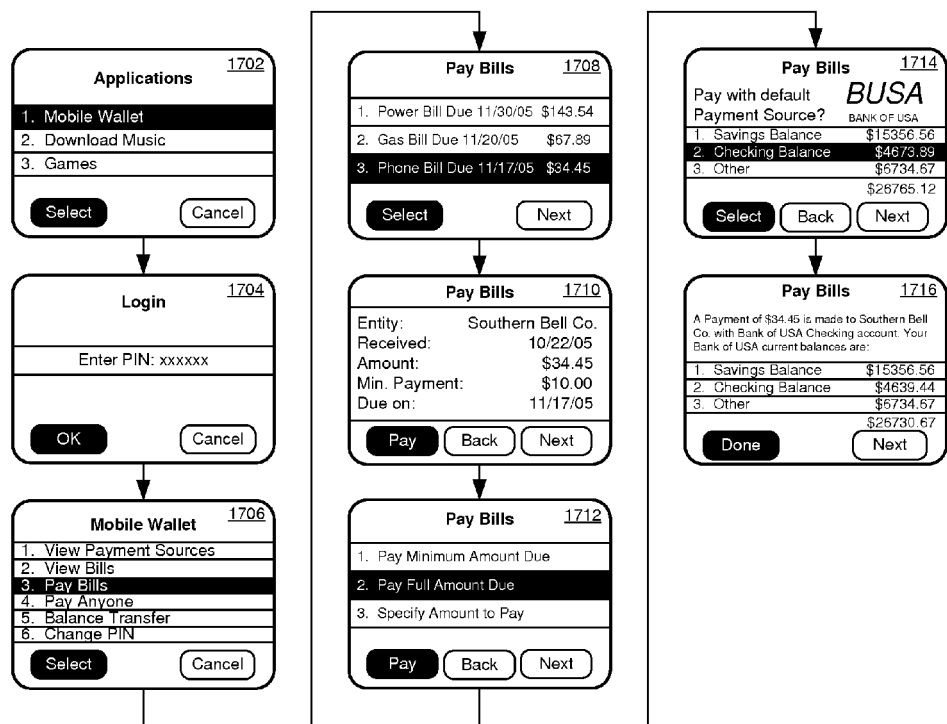 Applications 1702
1. Mobile Wallet
2. Download Music
3. Games
Select Cancel
Login 1704
Enter PIN: xxxxxx
OK Cancel
Mobile Wallet 1706
1. View Payment Sources
2. View Bills
3. Pay Bills
4. Pay Anyone
5. Balance Transfer
6. Change PIN
Select Cancel
Pay Bills 1708
1. Power Bill Due 11/30/05 $143.54
2. Gas Bill Due 11/20/05 $67.89
3. Phone Bill Due 11/17/05 $34.45
Select Next
Pay Bills 1710
Entity: Southern Bell Co.
Received: 10/22/05
Amount: $34.45
Min. Payment: $10.00
Due on: 11/17/05
Pay Back Next
Pay Bills 1712
1. Pay Minimum Amount Due
2. Pay Full Amount Due
3. Specify Amount to Pay
Pay Back Next
Pay Bills 1714
Pay with default BUSA
Payment Source? BANK OF USA
1. Savings Balance $15356.56
2. Checking Balance $4673.89
3. Other $6734.67
$26765.12
Select Back Next
Pay Bills 1716
A Payment of $34.45 is made to Southern Bell
Co. with Bank of USA Checking account. Your
Bank of USA current balances are:
1. Savings Balance $15356.56
2. Checking Balance $4639.44
3. Other $6734.67
$26730.67
Done Next